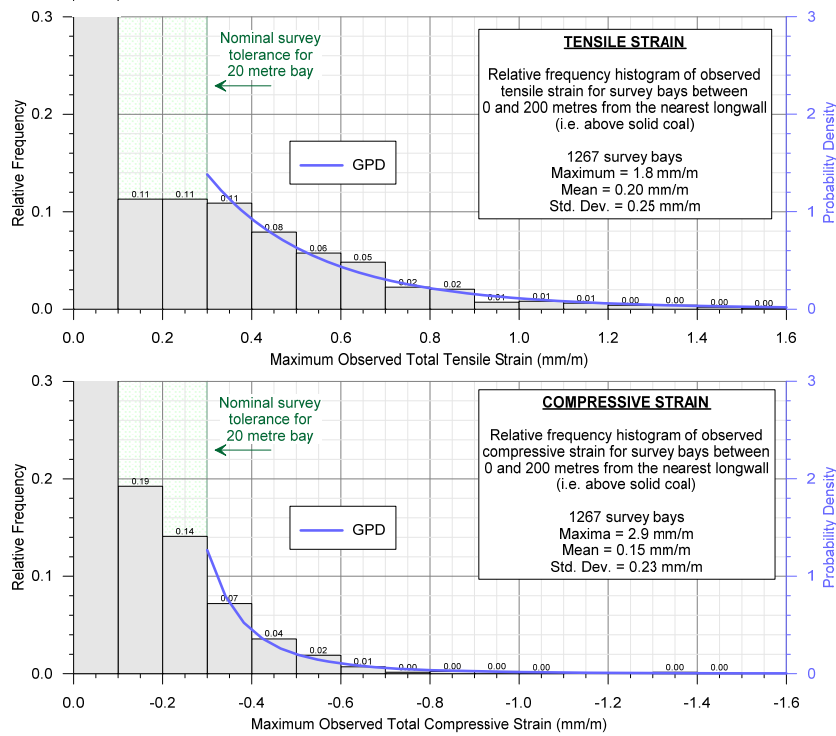 0.3
0.2
0.1
0.0
Relative Frequency
Nominal survey
tolerance for
20 metre bay
GPD
TENSILE STRAIN
Relative frequency histogram of observed
tensile strain for survey bays between
0 and 200 metres from the nearest longwall
(i.e. above solid coal)
1267 survey bays
Maximum = 1.8 mm/m
Mean = 0.20 mm/m
Std. Dev. = 0.25 mm/m
3
2
1
0
Probability Density
0.11 0.11 0.11 0.08 0.06 0.05 0.02 0.02 0.01 0.01 0.01 0.00 0.00 0.00 0.00
0.0 0.2 0.4 0.6 0.8 1.0 1.2 1.4 1.6
Maximum Observed Total Tensile Strain (mm/m)
0.3
0.2
0.1
0.0
Relative Frequency
Nominal survey
tolerance for
20 metre bay
GPD
COMPRESSIVE STRAIN
Relative frequency histogram of observed
compressive strain for survey bays between
0 and 200 metres from the nearest longwall
(i.e. above solid coal)
1267 survey bays
Maxima = 2.9 mm/m
Mean = 0.15 mm/m
Std. Dev. = 0.23 mm/m
3
2
1
0
Probability Density
0.19 0.14 0.07 0.04 0.02 0.01 0.00 0.00 0.00 0.00 0.00 0.00
0.0 -0.2 -0.4 -0.6 -0.8 -1.0 -1.2 -1.4 -1.6
Maximum Observed Total Compressive Strain (mm/m)